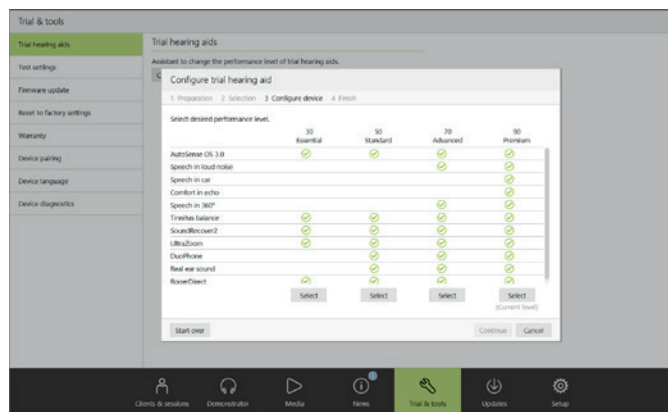 Trial & tools
Trial hearing aids
Test settings
Firmware update
Reset to factory settings
Warranty
Device pairing
Device language
Device diagnostics
Trial hearing aids
Assistant to change the performance level of trial hearing aids.
Configure trial hearing aid
1 Preparation 2 Selection 3 Configure device 4 Finish
Select desired performance level.
30 50 70 90
Essential Standard Advanced Premium
AutoSense OS 3.0
Speech in loud noise
Speech in car
Comfort in echo
Speech in 360°
Tinnitus balance
SoundRecover2
UltraZoom
DuoPhone
Real ear sound
RogerDirect
Select Select Select Select
(Current level)
Start over Continue Cancel
Clients & sessions Demonstrator Media News Trial & tools Updates Setup